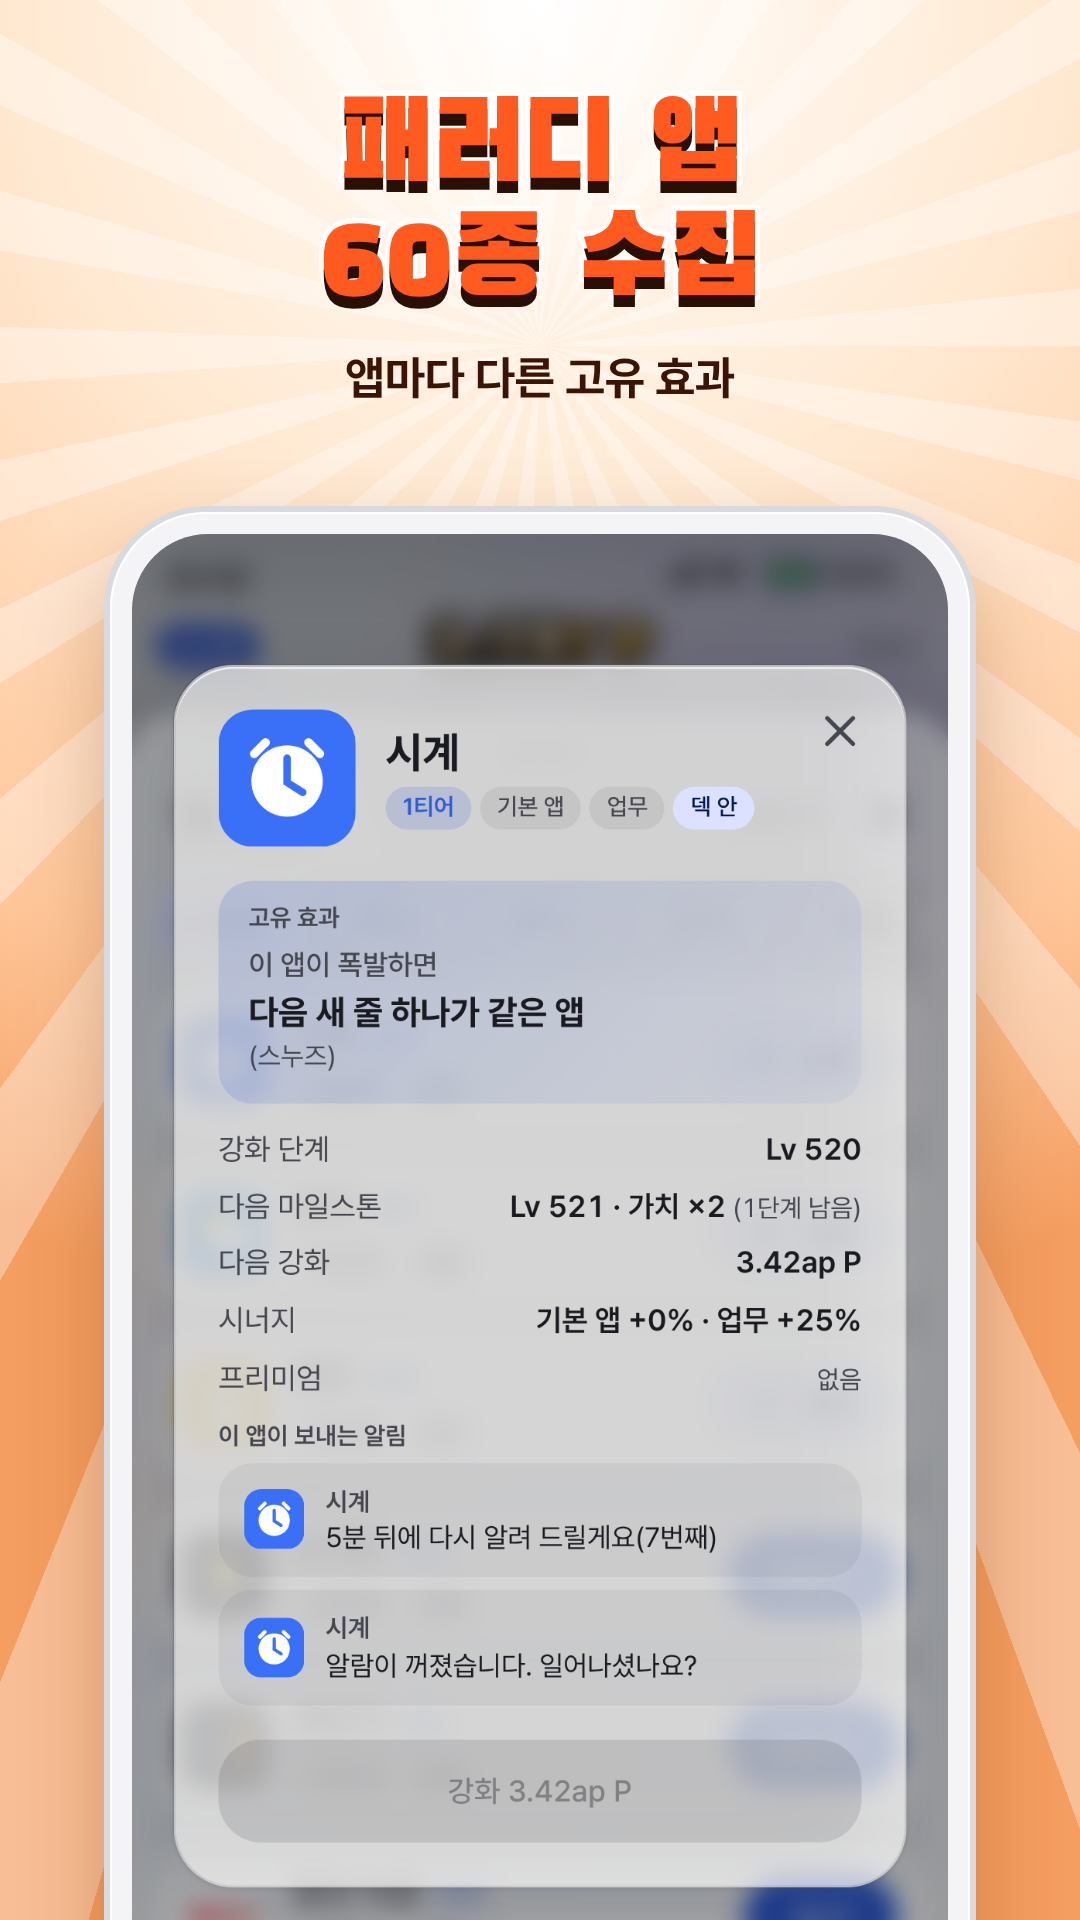 패러디 앱
60종 수집
앱마다 다른 고유 효과
시계
1티어 기본 앱 업무 덱 안
고유 효과
이 앱이 폭발하면
다음 새 줄 하나가 같은 앱
(스누즈)
강화 단계 Lv 520
다음 마일스톤 Lv 521 · 가치 ×2 (1단계 남음)
다음 강화 3.42ap P
시너지 기본 앱 +0% · 업무 +25%
프리미엄 없음
이 앱이 보내는 알림
시계
5분 뒤에 다시 알려 드릴게요(7번째)
시계
알람이 꺼졌습니다. 일어나셨나요?
강화 3.42ap P